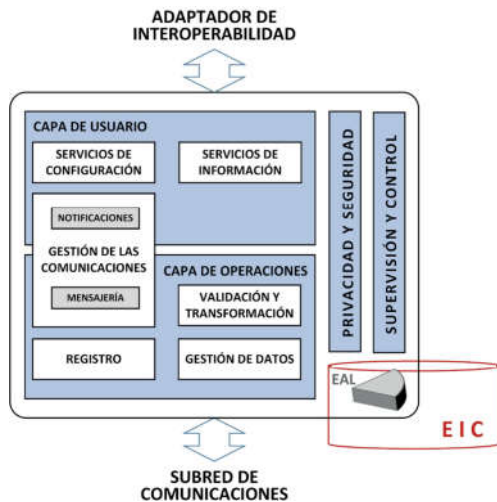 ADAPTADOR DE
INTEROPERABILIDAD
CAPA DE USUARIO
SERVICIOS DE
CONFIGURACIÓN
SERVICIOS DE
INFORMACIÓN
NOTIFICACIONES
GESTIÓN DE LAS
COMUNICACIONES
MENSAJERÍA
CAPA DE OPERACIONES
VALIDACIÓN Y
TRANSFORMACIÓN
REGISTRO
GESTIÓN DE DATOS
PRIVACIDAD Y SEGURIDAD
SUPERVISIÓN Y CONTROL
EAL
EIC
SUBRED DE
COMUNICACIONES